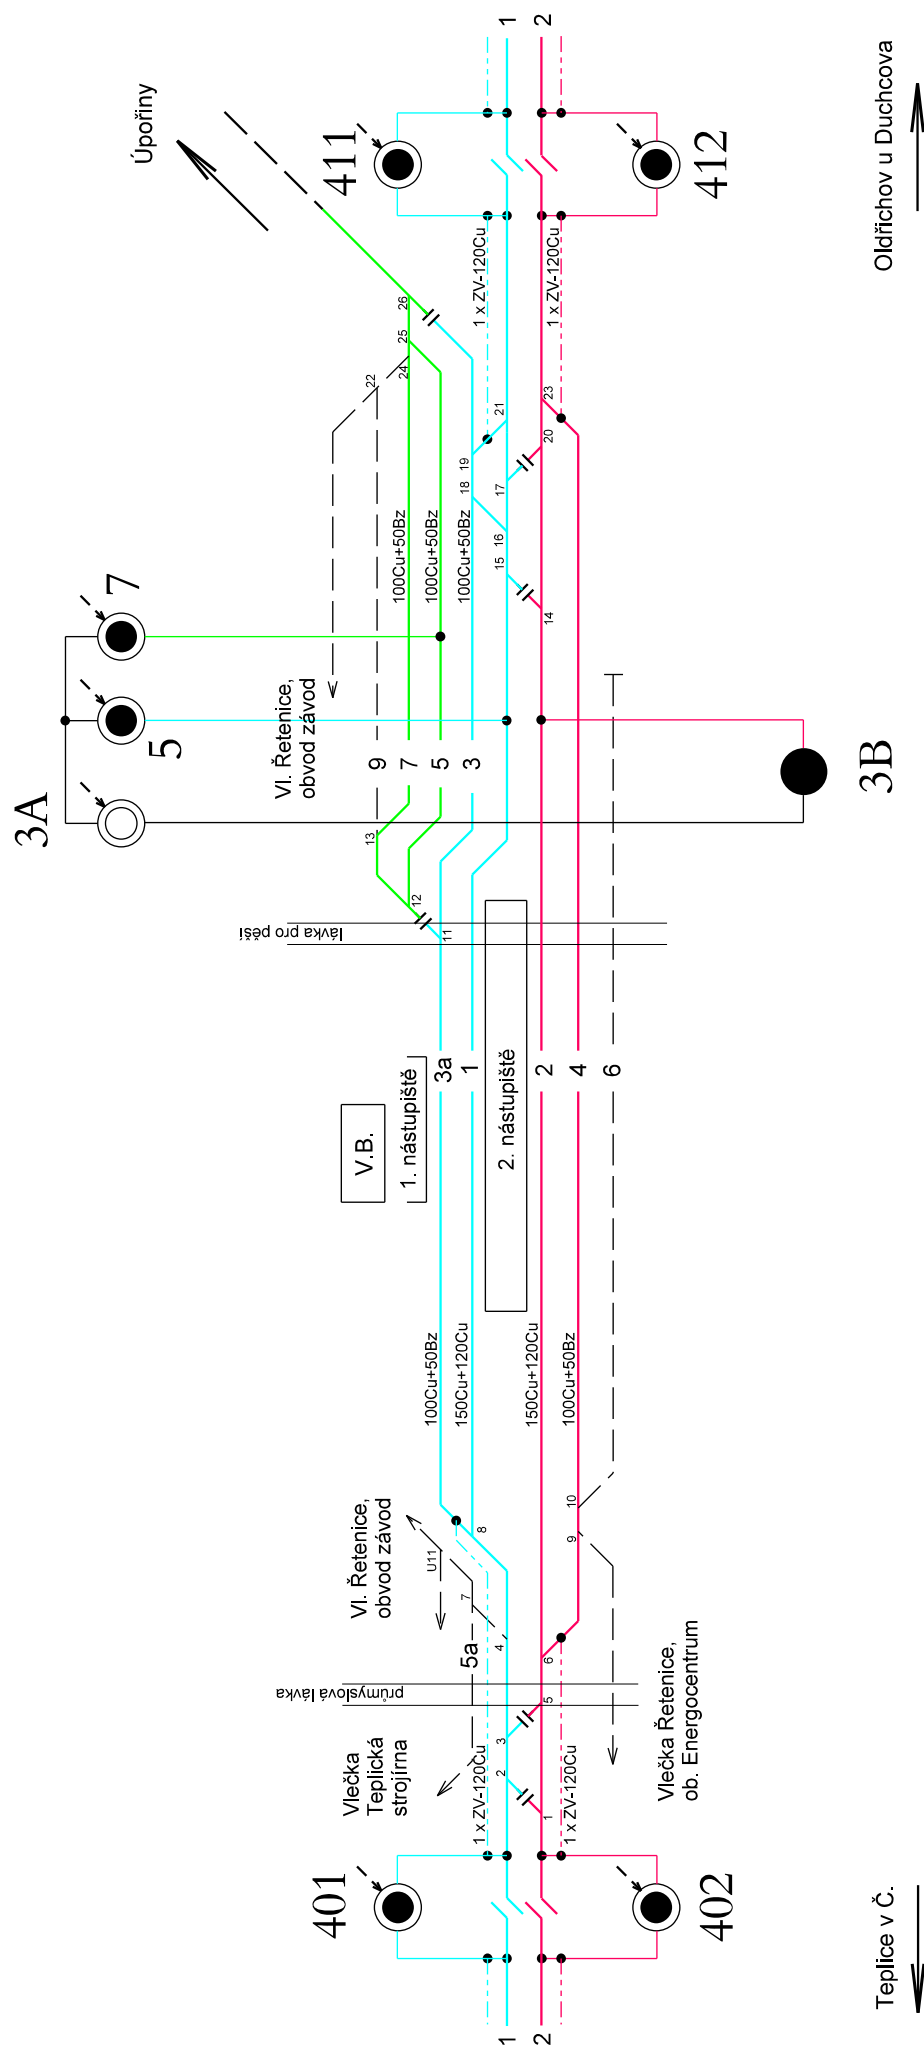 1
2
Úpořiny
411
412
Oldřichov u Duchcova
1 x ZV-120Cu
1 x ZV-120Cu
26
25
24
22
23
21
20
19
18
17
16
15
14
100Cu+50Bz
100Cu+50Bz
100Cu+50Bz
7
5
3A
3B
Vl. Řetenice,
obvod závod
9
7
5
3
13
12
11
lávka pro pěší
V.B.
1. nástupiště
2. nástupiště
3a
1
2
4
6
100Cu+50Bz
150Cu+120Cu
150Cu+120Cu
100Cu+50Bz
10
9
8
7
U11
Vl. Řetenice,
obvod závod
5a
4
6
5
3
2
1
průmyslová lávka
Vlečka
Teplická
strojírna
Vlečka Řetenice,
ob. Energocentrum
1 x ZV-120Cu
1 x ZV-120Cu
401
402
1
2
Teplice v Č.